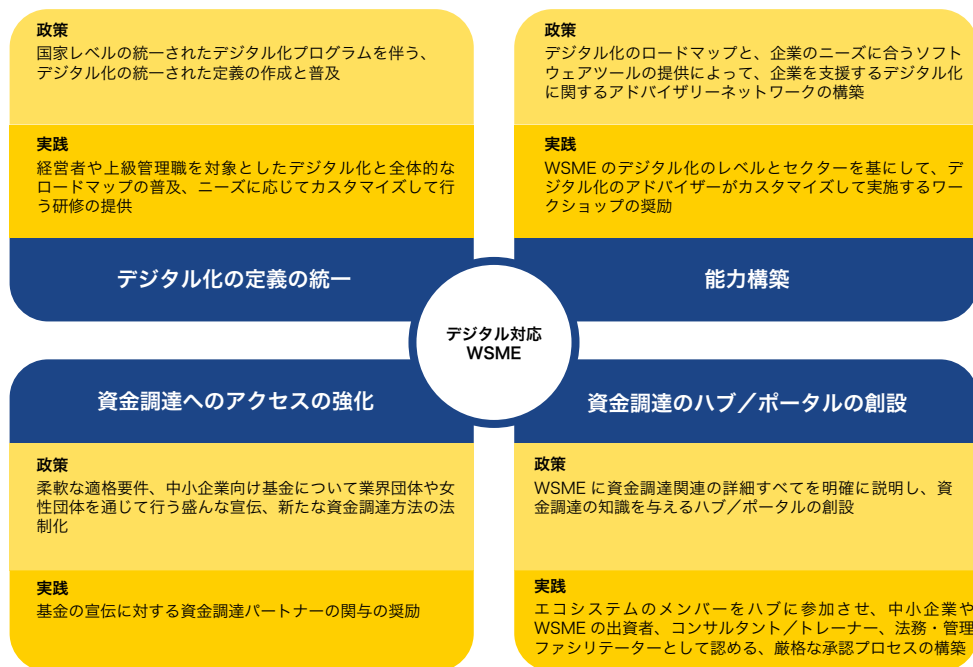 政策
国家レベルの統一されたデジタル化プログラムを伴う、
デジタル化の統一された定義の作成と普及
実践
経営者や上級管理職を対象としたデジタル化と全体的な
ロードマップの普及、ニーズに応じてカスタマイズして行
う研修の提供
デジタル化の定義の統一
政策
デジタル化のロードマップと、企業のニーズに合うソフト
ウェアツールの提供によって、企業を支援するデジタル化
に関するアドバイザリーネットワークの構築
実践
WSME のデジタル化のレベルとセクターを基にして、デ
ジタル化のアドバイザーがカスタマイズして実施するワー
クショップの奨励
能力構築
デジタル対応
WSME
資金調達へのアクセスの強化
政策
柔軟な適格要件、中小企業向け基金について業界団体や女
性団体を通じて行う盛んな宣伝、新たな資金調達方法の法
制化
実践
基金の宣伝に対する資金調達パートナーの関与の奨励
資金調達のハブ／ポータルの創設
政策
WSME に資金調達関連の詳細すべてを明確に説明し、資
金調達の知識を与えるハブ／ポータルの創設
実践
エコシステムのメンバーをハブに参加させ、中小企業や
WSME の出資者、コンサルタント／トレーナー、法務・管理
ファシリテーターとして認める、厳格な承認プロセスの構築